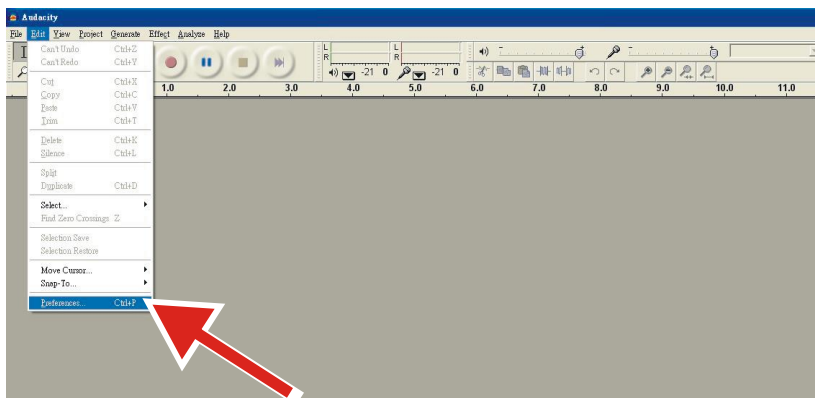 Audacity
File Edit View Project Generate Effect Analyze Help
Can't Undo Ctrl+Z
Can't Redo Ctrl+Y
Cut Ctrl+X
Copy Ctrl+C
Paste Ctrl+V
Trim Ctrl+T
Delete Ctrl+K
Silence Ctrl+L
Split
Duplicate Ctrl+D
Select...
Find Zero Crossings Z
Selection Save
Selection Restore
Move Cursor...
Snap-To...
Preferences... Ctrl+P
L L
R R
-21 0 -21 0
1.0 2.0 3.0 4.0 5.0 6.0 7.0 8.0 9.0 10.0 11.0